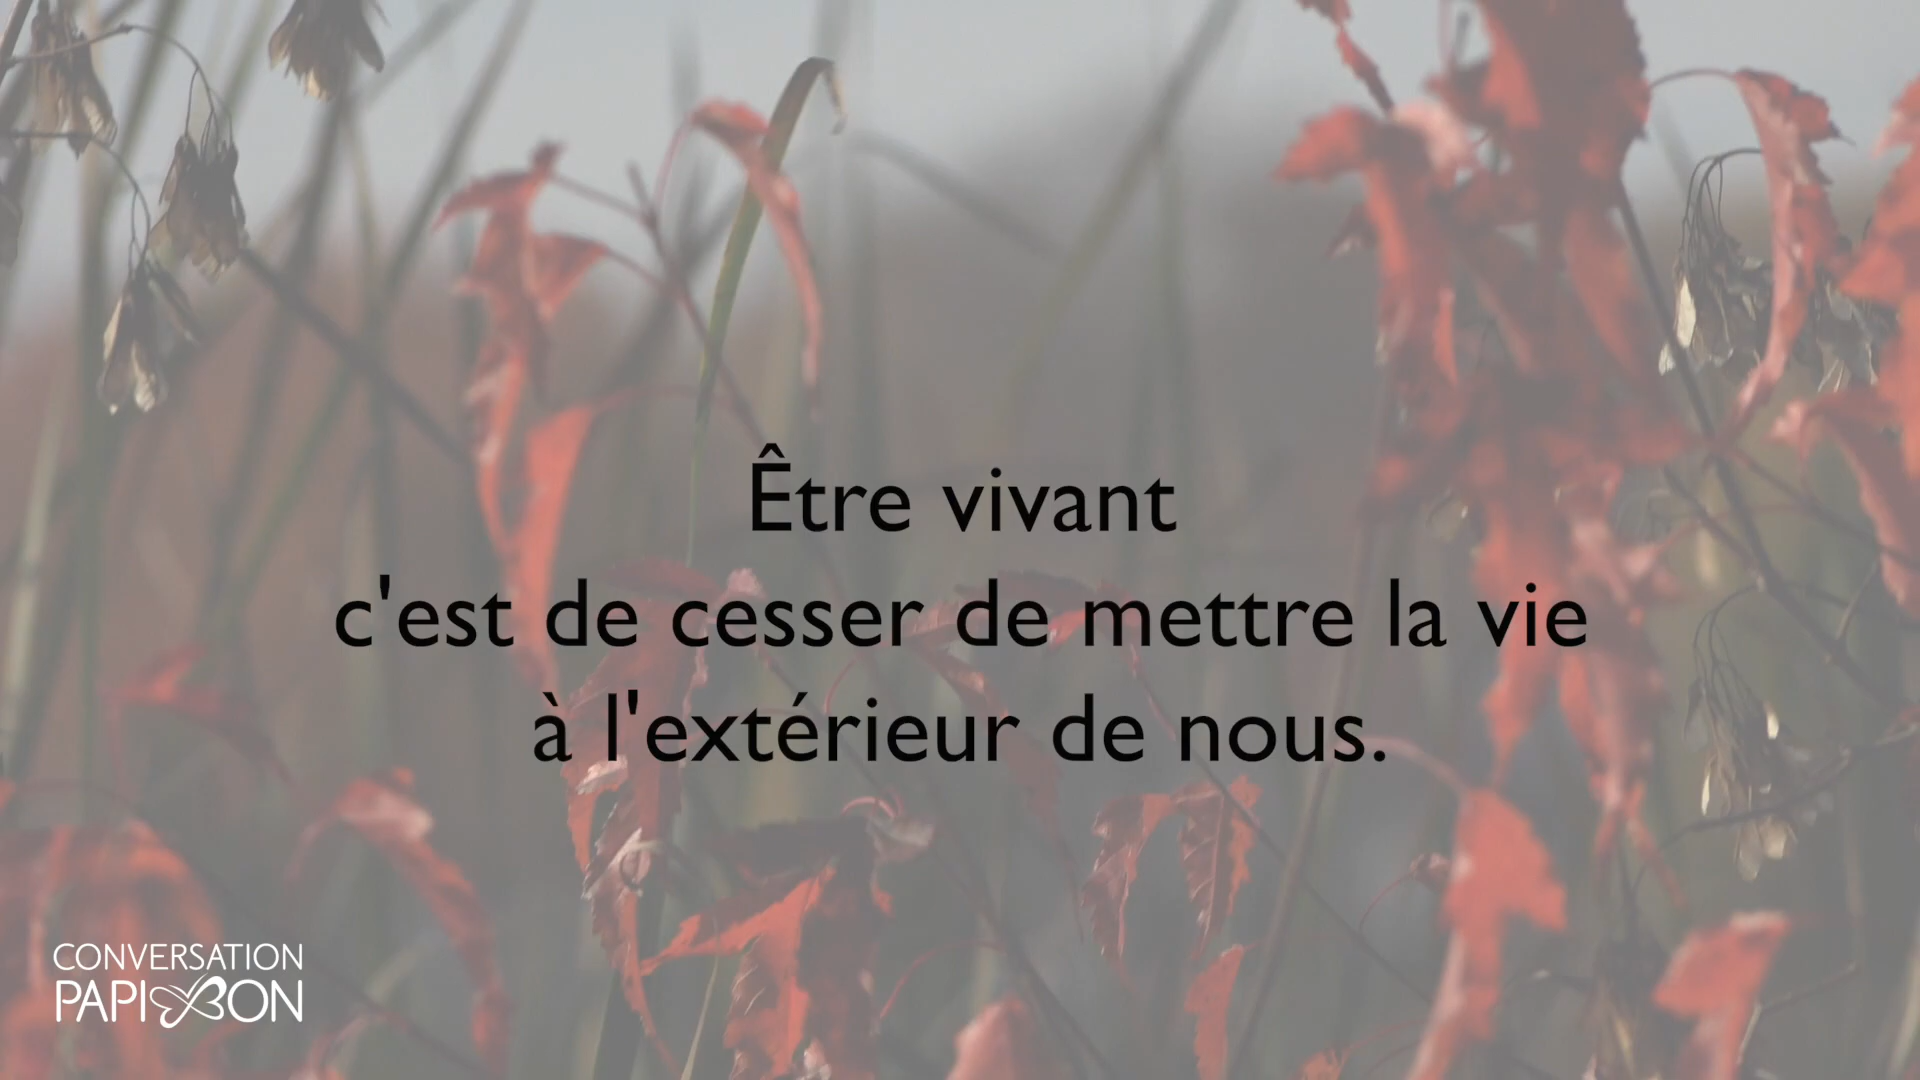 Être vivant
c'est de cesser de mettre la vie
à l'extérieur de nous.
CONVERSATION
PAPILLON